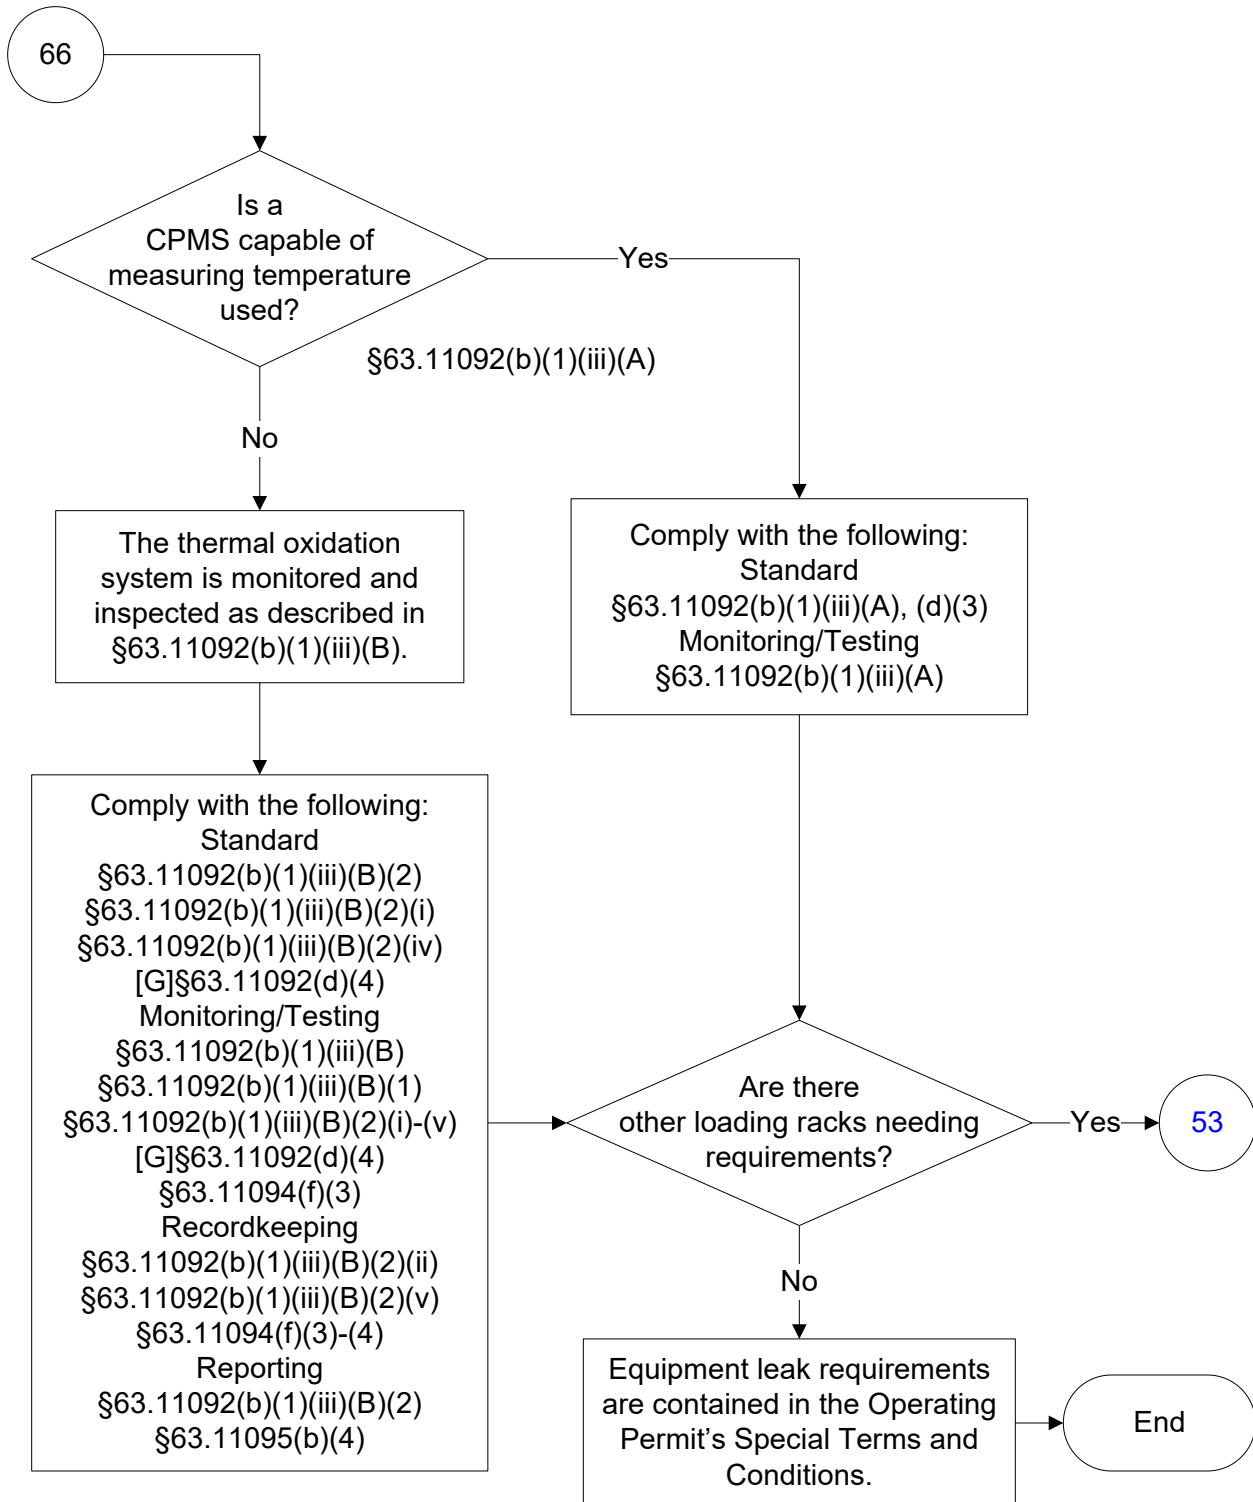 66
Is a
CPMS capable of
measuring temperature
used?
Yes
§63.11092(b)(1)(iii)(A)
No
The thermal oxidation
system is monitored and
inspected as described in
§63.11092(b)(1)(iii)(B).
Comply with the following:
Standard
§63.11092(b)(1)(iii)(A), (d)(3)
Monitoring/Testing
§63.11092(b)(1)(iii)(A)
Comply with the following:
Standard
§63.11092(b)(1)(iii)(B)(2)
§63.11092(b)(1)(iii)(B)(2)(i)
§63.11092(b)(1)(iii)(B)(2)(iv)
[G]§63.11092(d)(4)
Monitoring/Testing
§63.11092(b)(1)(iii)(B)
§63.11092(b)(1)(iii)(B)(1)
§63.11092(b)(1)(iii)(B)(2)(i)-(v)
[G]§63.11092(d)(4)
§63.11094(f)(3)
Recordkeeping
§63.11092(b)(1)(iii)(B)(2)(ii)
§63.11092(b)(1)(iii)(B)(2)(v)
§63.11094(f)(3)-(4)
Reporting
§63.11092(b)(1)(iii)(B)(2)
§63.11095(b)(4)
Are there
other loading racks needing
requirements?
Yes
53
No
Equipment leak requirements
are contained in the Operating
Permit’s Special Terms and
Conditions.
End